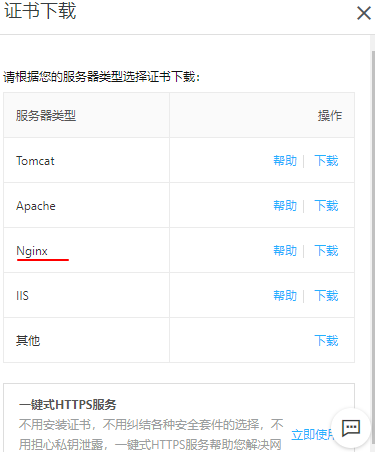 证书下载
请根据您的服务器类型选择证书下载：
服务器类型 操作
Tomcat 帮助 下载
Apache 帮助 下载
Nginx 帮助 下载
IIS 帮助 下载
其他 下载
一键式HTTPS服务
不用安装证书，不用纠结各种安全套件的选择，不
用担心私钥泄露，一键式HTTPS服务帮助您解决网
立即使用